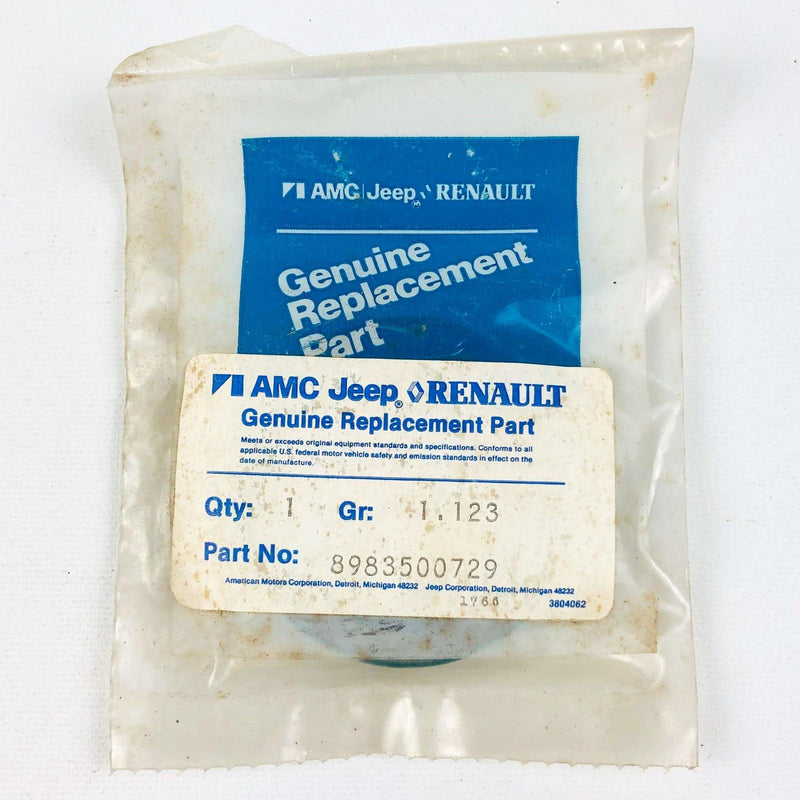 AMC Jeep RENAULT
Genuine
Replacement
Part
AMC Jeep® RENAULT
Genuine Replacement Part
Meets or exceeds original equipment standards and specifications. Conforms to all
applicable U.S. federal motor vehicle safety and emission standards in effect on the
date of manufacture.
Qty: 1 Gr: 1.123
Part No: 8983500729
American Motors Corporation, Detroit, Michigan 48232 Jeep Corporation, Detroit, Michigan 48232
1766 3804062